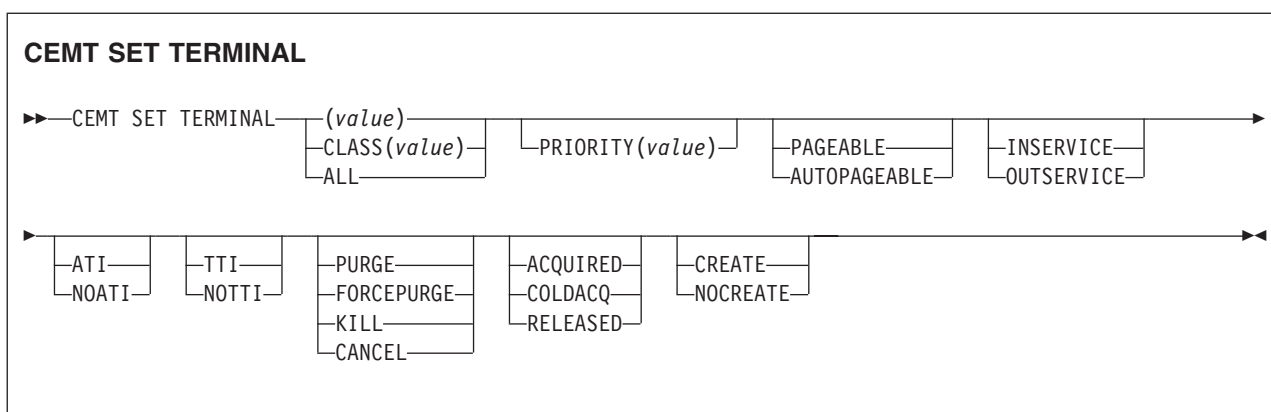 CEMT SET TERMINAL
CEMT SET TERMINAL (value) PRIORITY(value) PAGEABLE INSERVICE
CLASS(value) AUTOPAGEABLE OUTSERVICE
ALL
ATI TTI PURGE ACQUIRED CREATE
NOATI NOTTI FORCEPURGE COLDACQ NOCREATE
KILL RELEASED
CANCEL